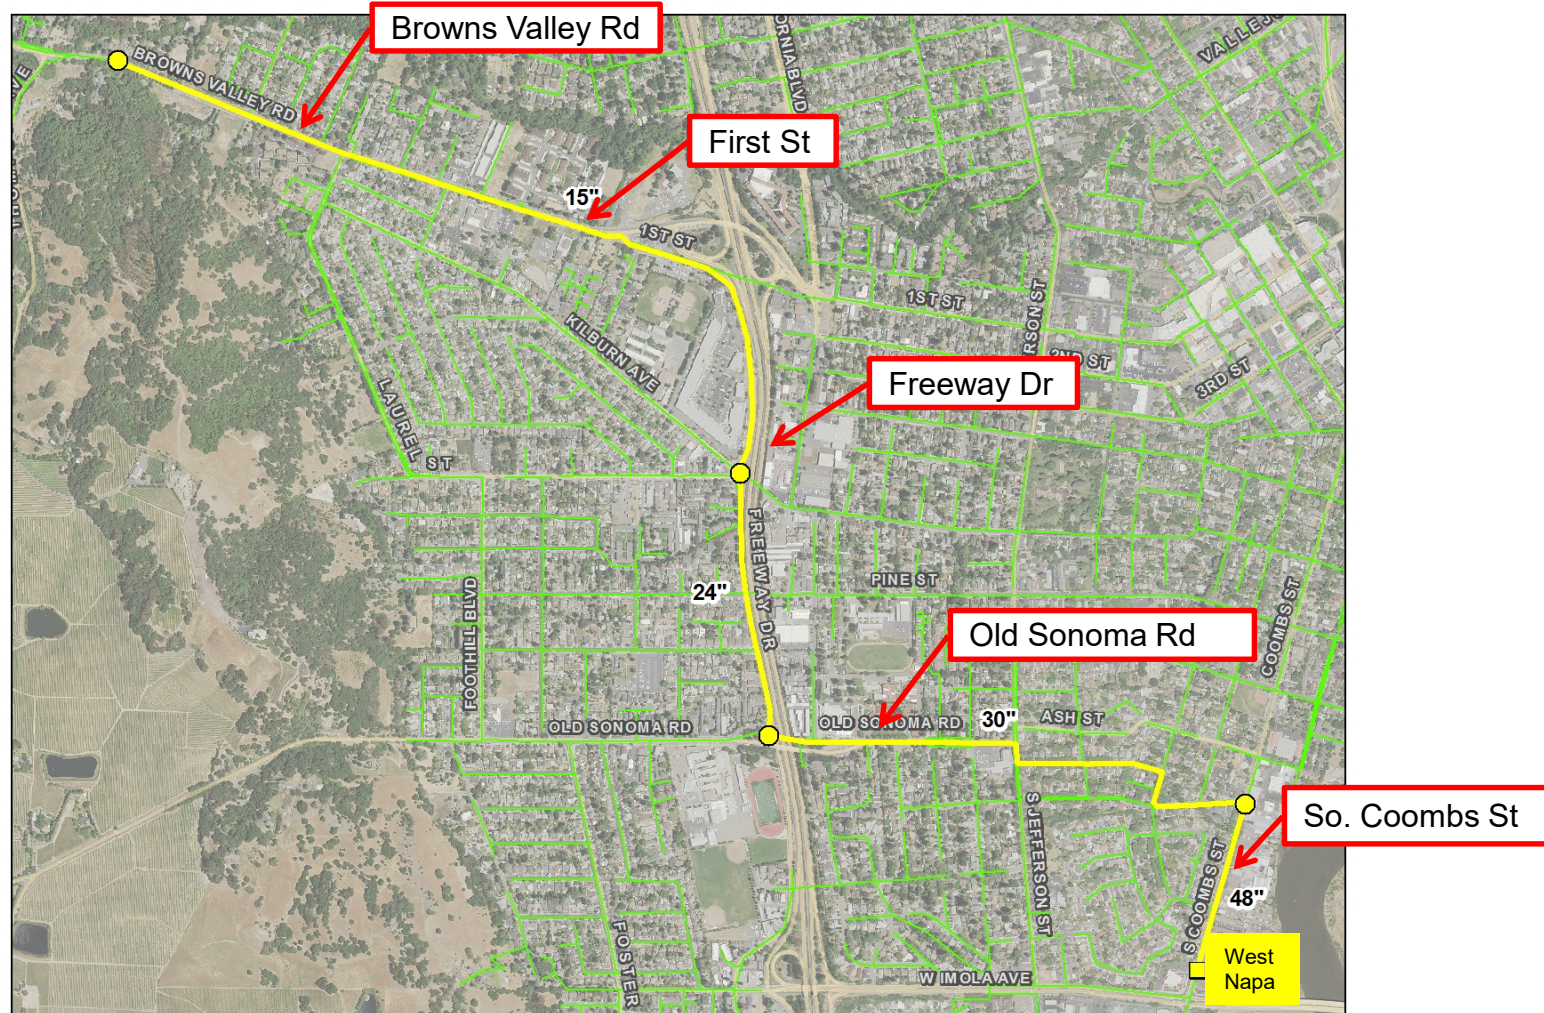 Browns Valley Rd
BROWNS VALLEY RD
First St
15"
1ST ST
1ST ST
2ND ST
3RD ST
KILBURN AVE
Freeway Dr
LAUREL ST
FREEWAY DR
24"
PINE ST
FOOTHILL BLVD
COOMBS ST
Old Sonoma Rd
OLD SONOMA RD
OLD SONOMA RD
30"
ASH ST
S JEFFERSON ST
So. Coombs St
S COOMBS ST
48"
FOSTER
W IMOLA AVE
West
Napa